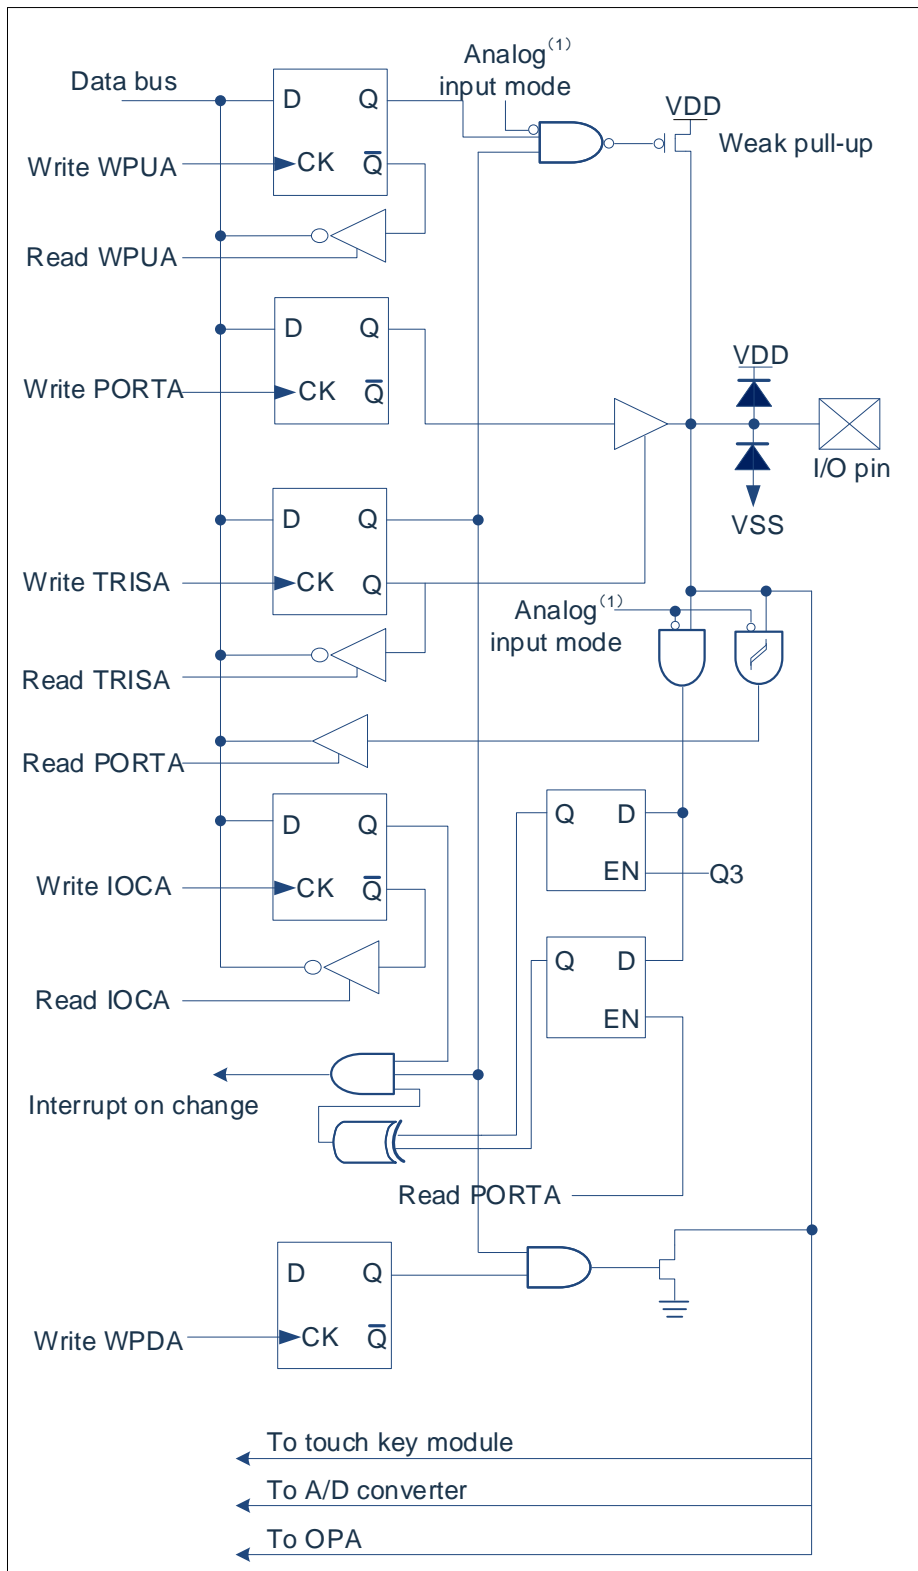 Analog(1)
input mode
Data bus
D Q
VDD
Weak pull-up
Write WPUA
CK Q̅
Read WPUA
D Q
Write PORTA
CK Q̅
VDD
I/O pin
VSS
D Q
Write TRISA
CK Q
Analog(1)
input mode
Read TRISA
Read PORTA
D Q
Q D
Write IOCA
CK Q̅
EN
Q3
Q D
Read IOCA
EN
Interrupt on change
Read PORTA
D Q
Write WPDA
CK Q̅
To touch key module
To A/D converter
To OPA